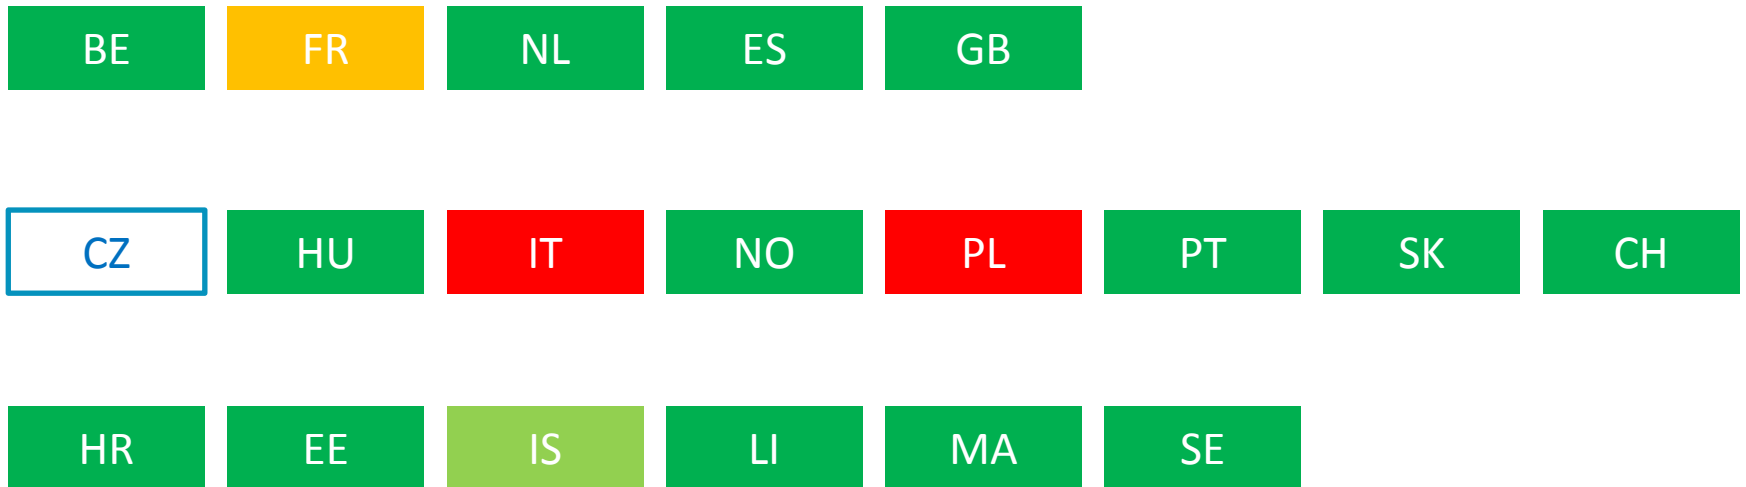 BE FR NL ES GB
CZ HU IT NO PL PT SK CH
HR EE IS LI MA SE